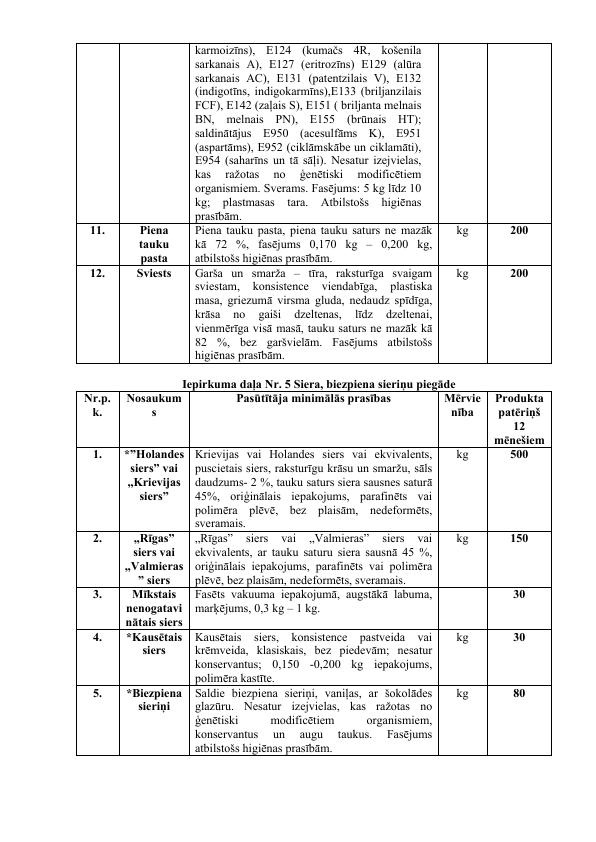 karmoizīns), E124 (kumačs 4R, košenila
sarkanais A), E127 (eritrozīns) E129 (alūra
sarkanais AC), E131 (patentzilais V), E132
(indigotīns, indigokarmīns),E133 (briljanzilais
FCF), E142 (zaļais S), E151 ( briljanta melnais
BN, melnais PN), E155 (brūnais HT);
saldinātājus E950 (acesulfāms K), E951
(aspartāms), E952 (ciklāmskābe un ciklamāti),
E954 (saharīns un tā sāļi). Nesatur izejvielas,
kas ražotas no ģenētiski modificētiem
organismiem. Sverams. Fasējums: 5 kg līdz 10
kg; plastmasas tara. Atbilstošs higiēnas
prasībām.
11. Piena tauku pasta
Piena tauku pasta, piena tauku saturs ne mazāk
kā 72 %, fasējums 0,170 kg – 0,200 kg,
atbilstošs higiēnas prasībām.
kg 200
12. Sviests
Garša un smarža – tīra, raksturīga svaigam
sviestam, konsistence viendabīga, plastiska
masa, griezumā virsma gluda, nedaudz spīdīga,
krāsa no gaiši dzeltenas, līdz dzeltenai,
vienmērīga visā masā, tauku saturs ne mazāk kā
82 %, bez garšvielām. Fasējums atbilstošs
higiēnas prasībām.
kg 200
Iepirkuma daļa Nr. 5 Siera, biezpiena sieriņu piegāde
Nr.p.
k.
Nosaukum
s
Pasūtītāja minimālās prasības
Mērvie
nība
Produkta
patēriņš
12
mēnešiem
1.
*”Holandes
siers” vai
„Krievijas
siers”
Krievijas vai Holandes siers vai ekvivalents,
puscietais siers, raksturīgu krāsu un smaržu, sāls
daudzums- 2 %, tauku saturs siera sausnes saturā
45%, oriģinālais iepakojums, parafinēts vai
polimēra plēvē, bez plaisām, nedeformēts,
sveramais.
kg 500
2.
„Rīgas”
siers vai
„Valmieras
” siers
„Rīgas” siers vai „Valmieras” siers vai
ekvivalents, ar tauku saturu siera sausnā 45 %,
oriģinālais iepakojums, parafinēts vai polimēra
plēvē, bez plaisām, nedeformēts, sveramais.
kg 150
3.
Mīkstais
nenogatavi
nātais siers
Fasēts vakuuma iepakojumā, augstākā labuma,
marķējums, 0,3 kg – 1 kg.
30
4.
*Kausētais
siers
Kausētais siers, konsistence pastveida vai
krēmveida, klasiskais, bez piedevām; nesatur
konservantus; 0,150 -0,200 kg iepakojums,
polimēra kastīte.
kg 30
5.
*Biezpiena
sieriņi
Saldie biezpiena sieriņi, vaniļas, ar šokolādes
glazūru. Nesatur izejvielas, kas ražotas no
ģenētiski modificētiem organismiem,
konservantus un augu taukus. Fasējums
atbilstošs higiēnas prasībām.
kg 80